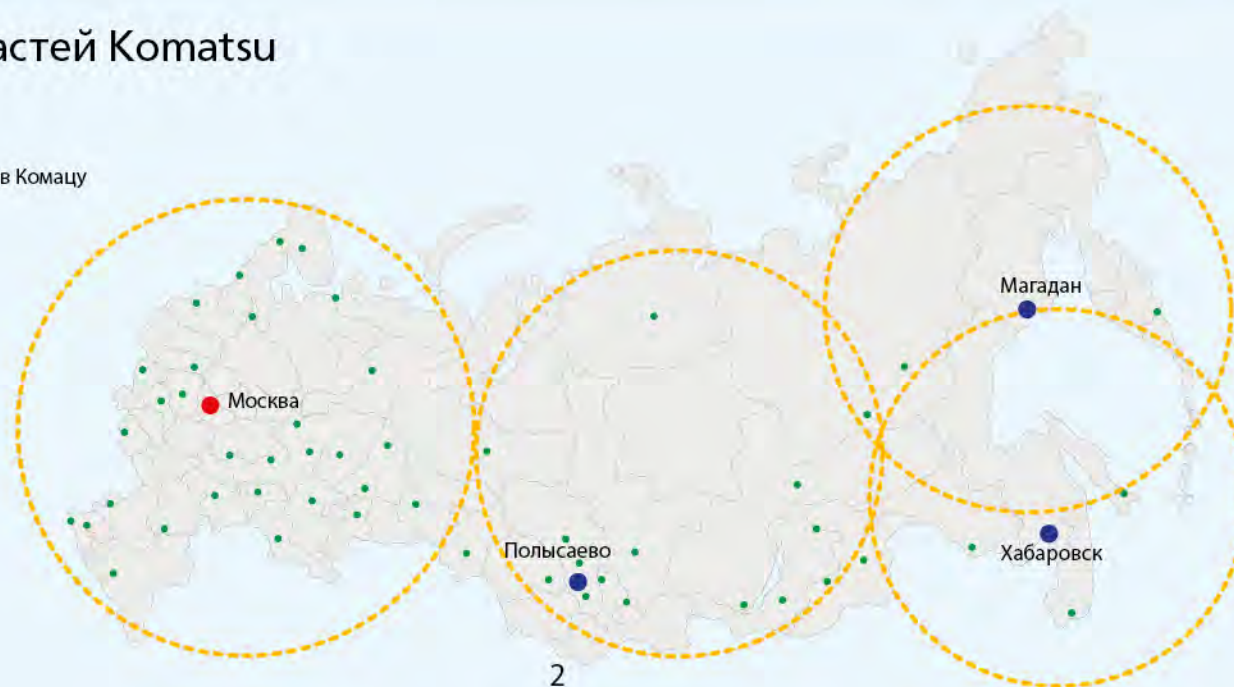 астей Komatsu
в Комацу
Магадан
Москва
Полысаево
Хабаровск
2